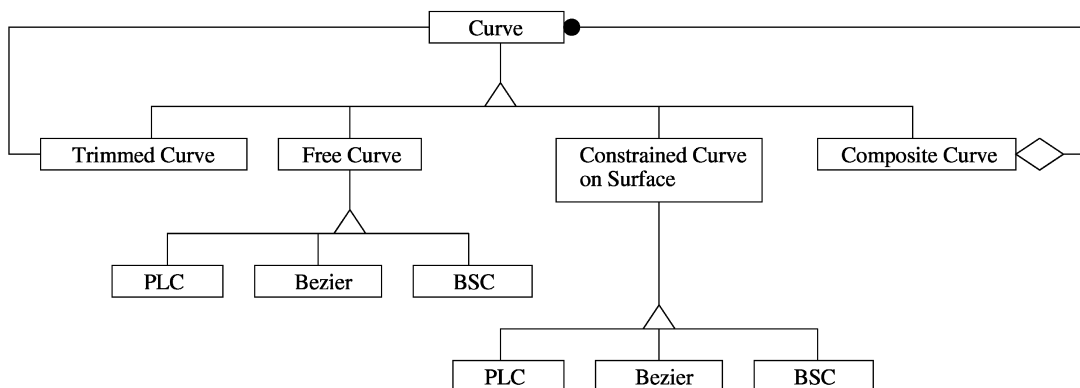 Curve
Trimmed Curve
Free Curve
Constrained Curve
on Surface
Composite Curve
PLC
Bezier
BSC
PLC
Bezier
BSC